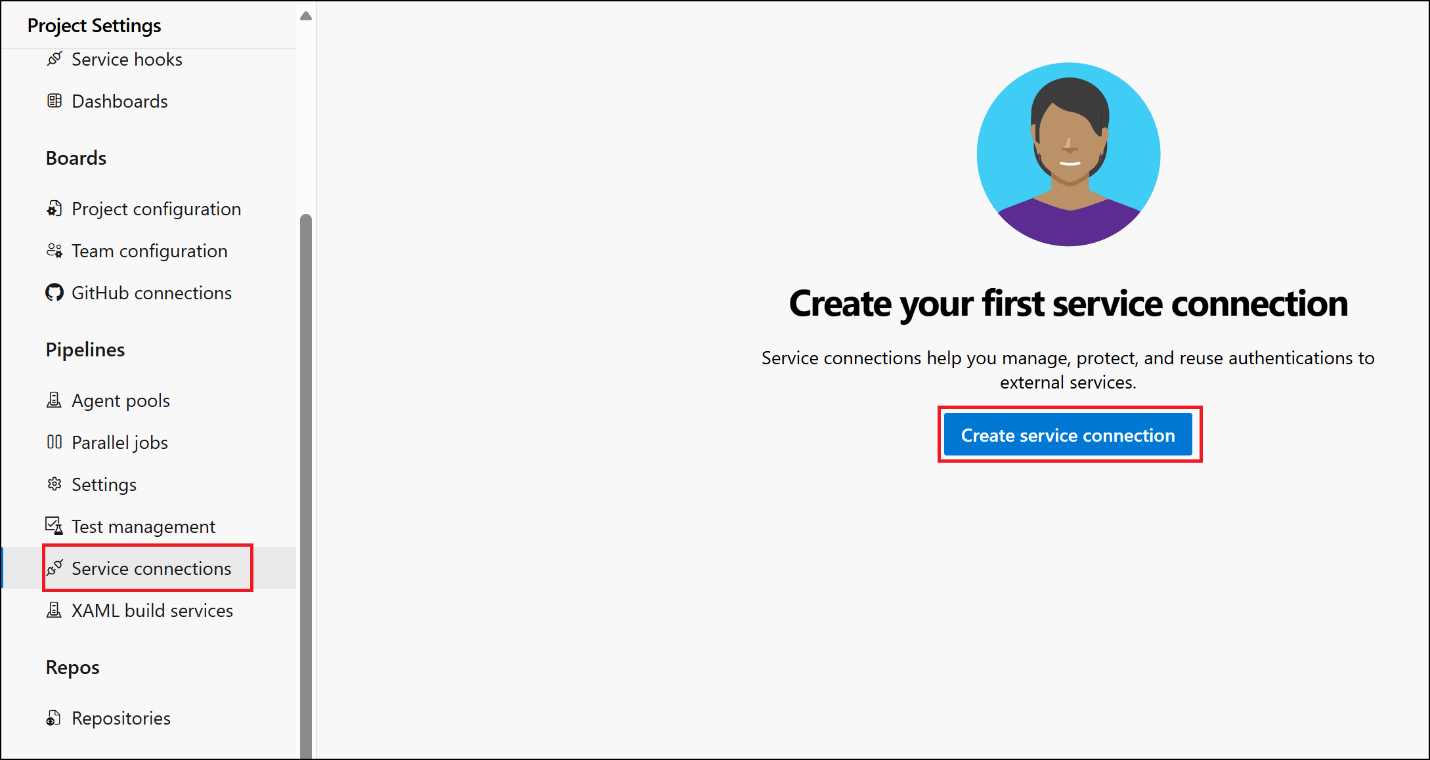 Project Settings
Service hooks
Dashboards
Boards
Project configuration
Team configuration
GitHub connections
Pipelines
Agent pools
Parallel jobs
Settings
Test management
Service connections
XAML build services
Repos
Repositories
Create your first service connection
Service connections help you manage, protect, and reuse authentications to
external services.
Create service connection